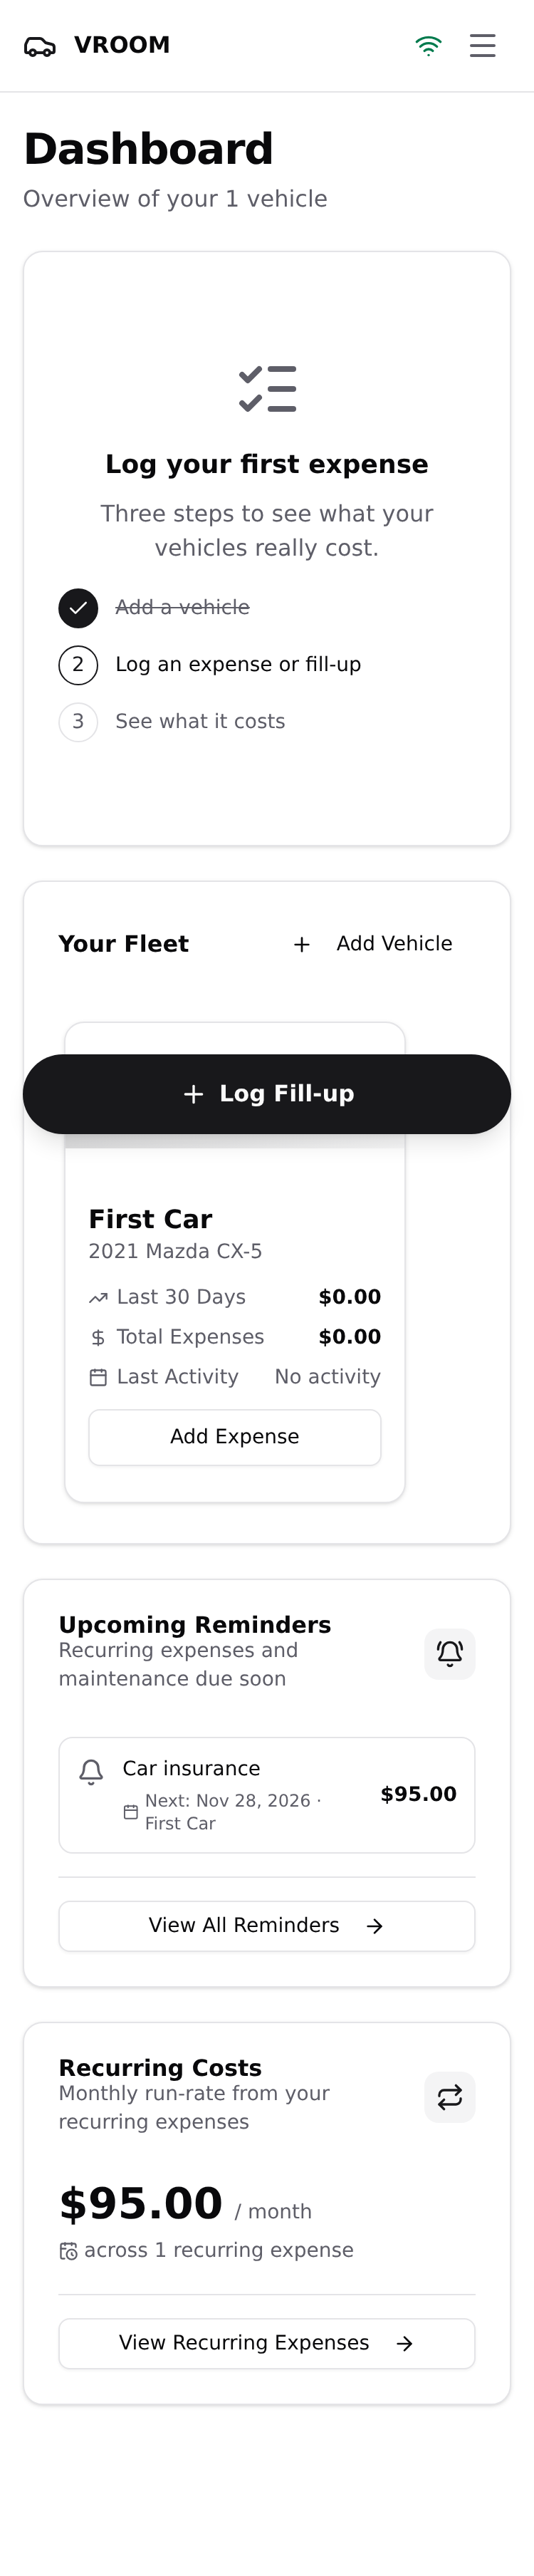 VROOM
Dashboard
Overview of your 1 vehicle
Log your first expense
Three steps to see what your
vehicles really cost.
Add a vehicle
2 Log an expense or fill-up
3 See what it costs
Your Fleet
Add Vehicle
Log Fill-up
First Car
2021 Mazda CX-5
Last 30 Days $0.00
Total Expenses $0.00
Last Activity No activity
Add Expense
Upcoming Reminders
Recurring expenses and
maintenance due soon
Car insurance
Next: Nov 28, 2026 ·
First Car
$95.00
View All Reminders
Recurring Costs
Monthly run-rate from your
recurring expenses
$95.00 / month
across 1 recurring expense
View Recurring Expenses